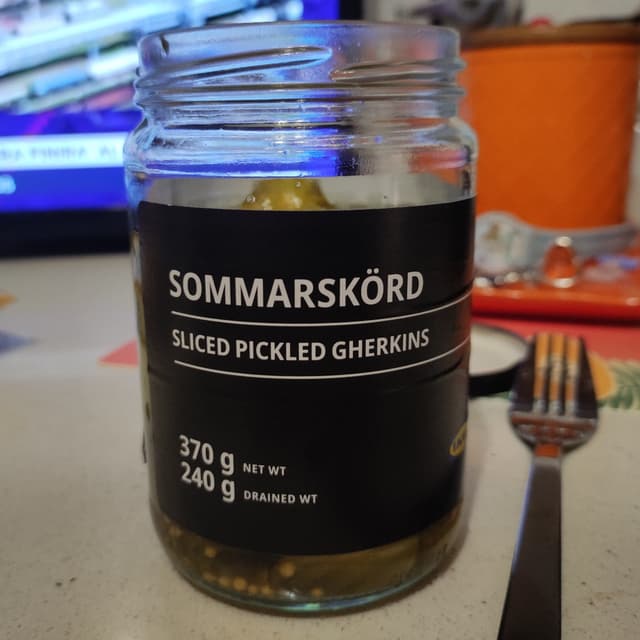 SOMMARSKÖRD
SLICED PICKLED GHERKINS
370 g NET WT
240 g DRAINED WT